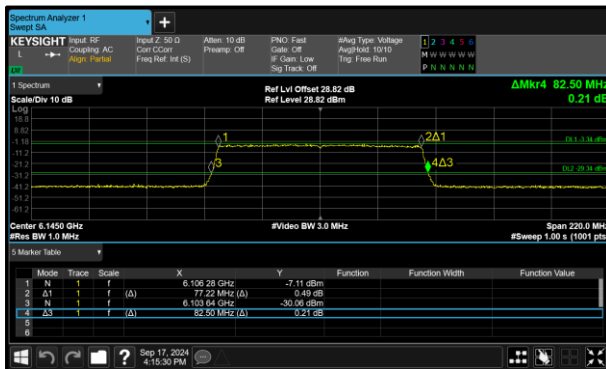 Spectrum Analyzer 1
Swept SA
+
KEYSIGHT Input: RF Input Z: 50 Ω Atten: 10 dB PNO: Fast #Avg Type: Voltage 1 2 3 4 5 6
L Coupling: AC Corr CCorr Preamp: Off Gate: Off Avg|Hold: 10/10 M W W W W W
Align: Partial Freq Ref: Int (S) IF Gain: Low Trig: Free Run P N N N N N
Sig Track: Off
1 Spectrum Ref Lvl Offset 28.82 dB ΔMkr4 82.50 MHz
Scale/Div 10 dB Ref Level 28.82 dBm 0.21 dB
Log
18.8
8.82
-1.18
-11.2
-21.2
-31.2
-41.2
-51.2
-61.2
1
2Δ1
DL1 -3.34 dBm
3
4Δ3
DL2 -29.34 dBm
Center 6.1450 GHz #Video BW 3.0 MHz Span 220.0 MHz
#Res BW 1.0 MHz #Sweep 1.00 s (1001 pts)
5 Marker Table
Mode Trace Scale X Y Function Function Width Function Value
1 N 1 f 6.106 28 GHz -7.11 dBm
2 Δ1 1 f (Δ) 77.22 MHz (Δ) 0.49 dB
3 N 1 f 6.103 64 GHz -30.06 dBm
4 Δ3 1 f (Δ) 82.50 MHz (Δ) 0.21 dB
5
6
? Sep 17, 2024
4:15:30 PM